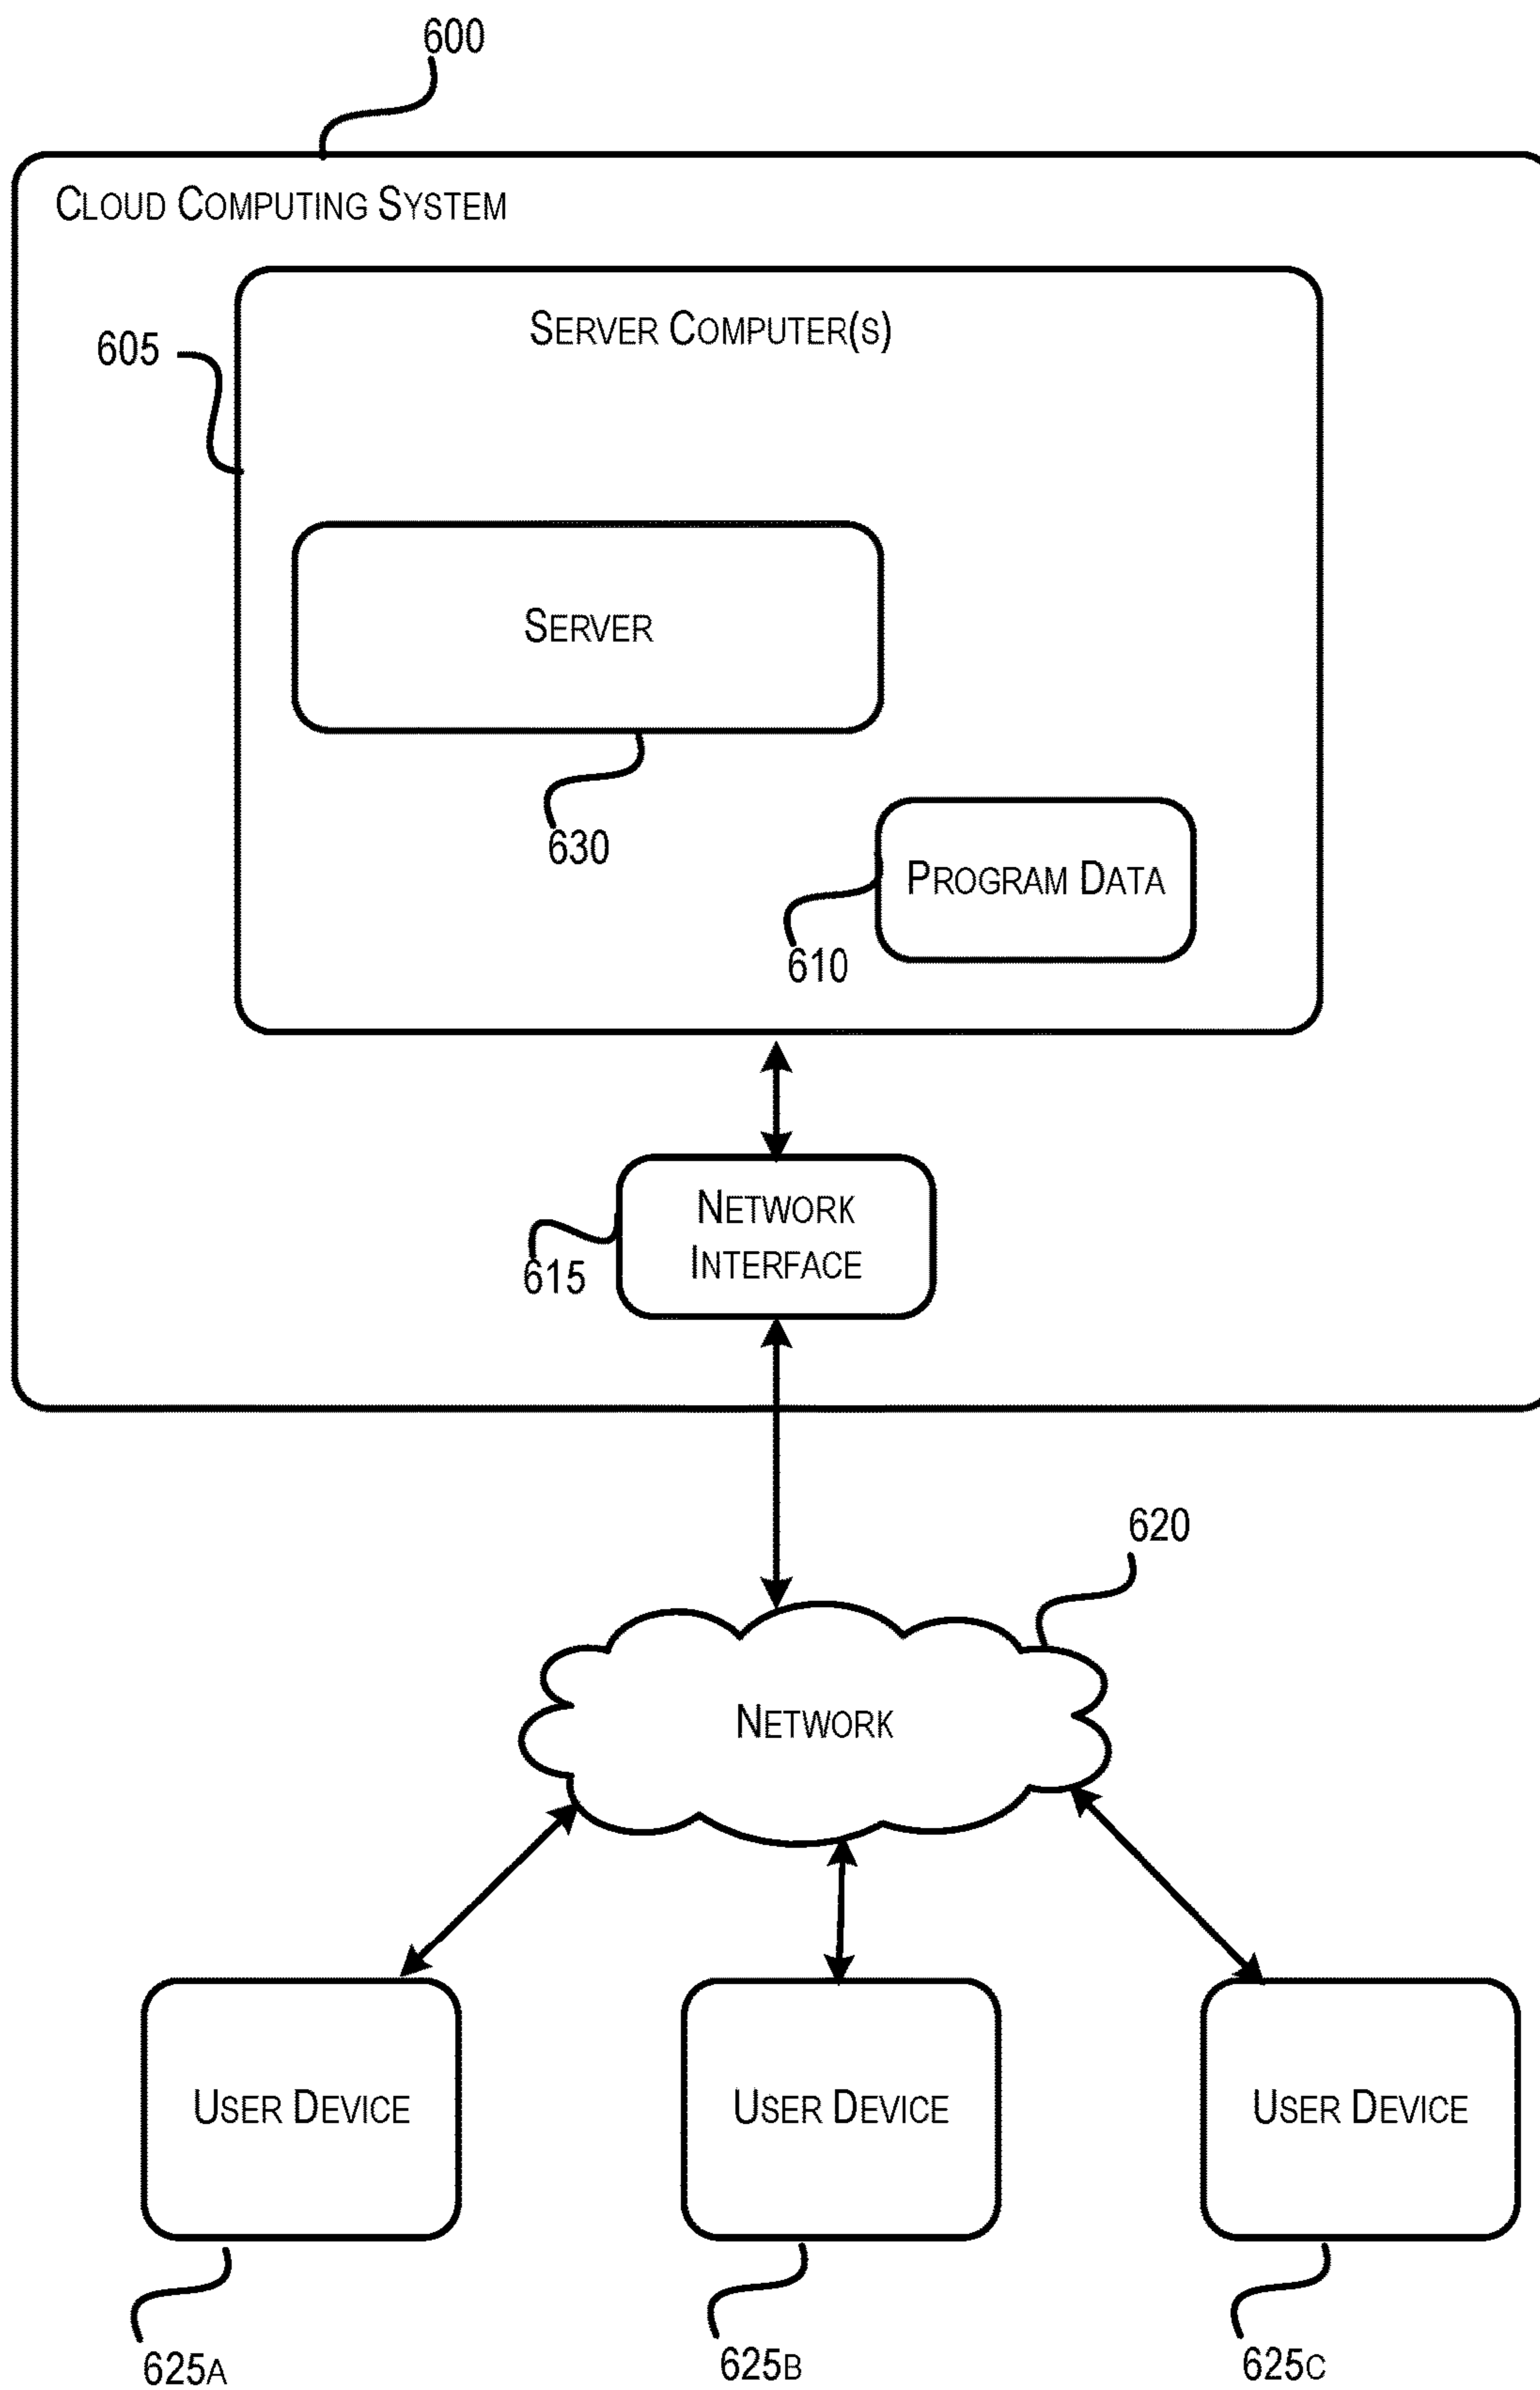 600
Cloud Computing System
Server Computer(s)
605
Server
630
Program Data
610
Network
Interface
615
620
Network
User Device
User Device
User Device
625A
625B
625C